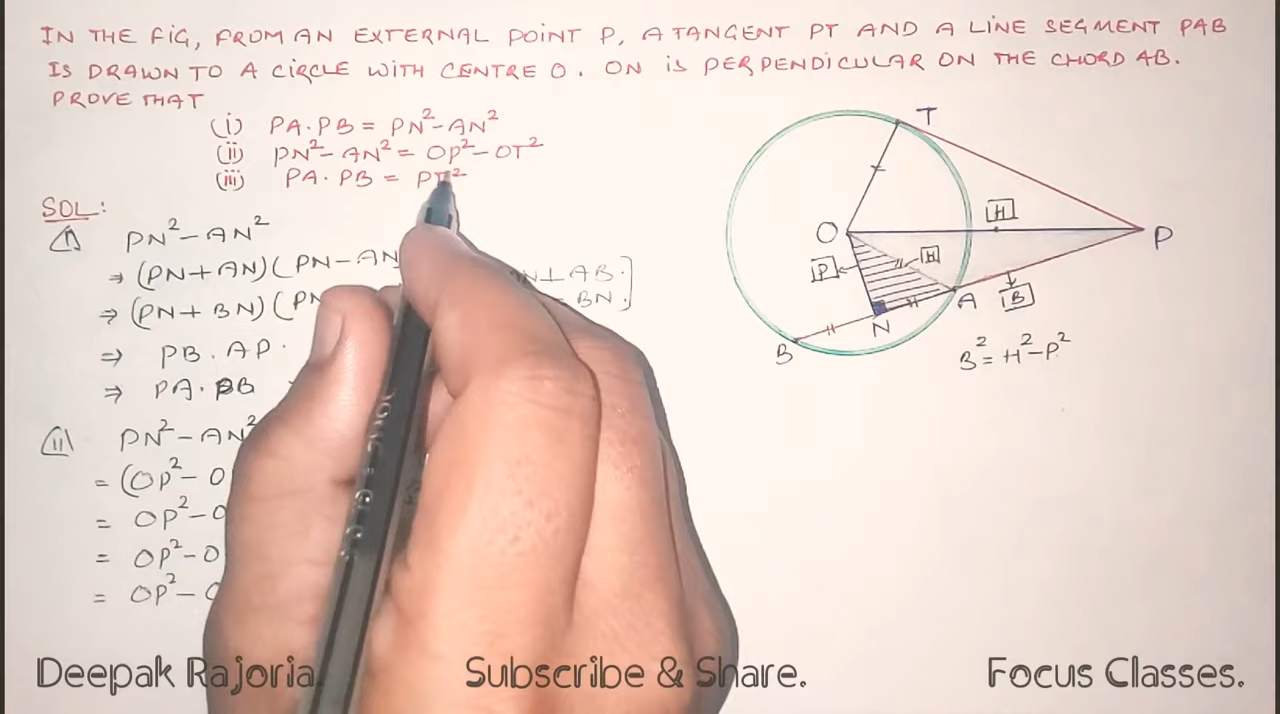 IN THE FIG, FROM AN EXTERNAL POINT P, A TANGENT PT AND A LINE SEGMENT PAB
IS DRAWN TO A CIRCLE WITH CENTRE O. ON IS PERPENDICULAR ON THE CHORD AB.
PROVE THAT
(i) PA.PB = PN²-AN²
(ii) PN²-AN² = OP²-OT²
(iii) PA.PB = PT²
SOL:
(I) PN²-AN²
⇒ (PN+AN)(PN-AN
⇒ (PN+BN)(PN
BN.]
⇒ PB.AP.
⇒ PA.PB
(II) PN²-AN²
= (OP²-O
= OP²-O
= OP²-O
= OP²-O
T
O
H
P
P
H
B
A
N
B
B²=H²-P²
Deepak Rajoria.
Subscribe & Share.
Focus Classes.